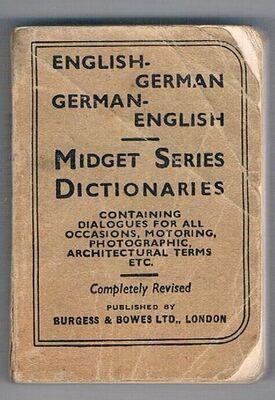 ENGLISH-
GERMAN
GERMAN-
ENGLISH
MIDGET SERIES
DICTIONARIES
CONTAINING
DIALOGUES FOR ALL
OCCASIONS, MOTORING,
PHOTOGRAPHIC,
ARCHITECTURAL TERMS
ETC.
Completely Revised
PUBLISHED BY
BURGESS & BOWES LTD., LONDON